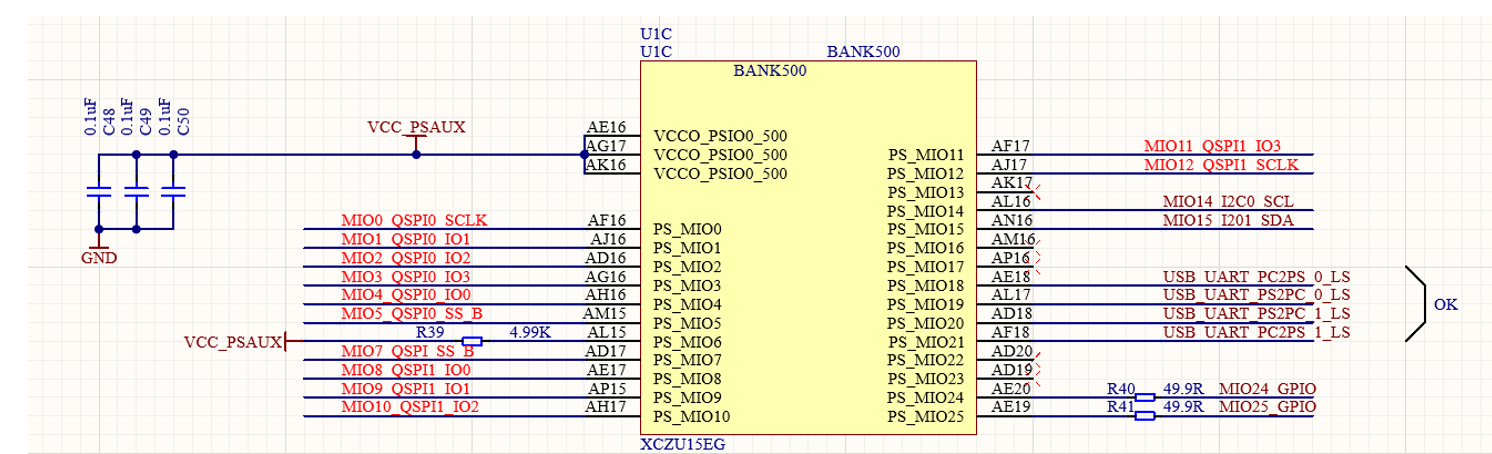 U1C
U1C
BANK500
BANK500
0.1uF
C48
0.1uF
C49
0.1uF
C50
VCC_PSAUX
GND
AE16
AG17
AK16
VCCO_PSIO0_500
VCCO_PSIO0_500
VCCO_PSIO0_500
MIO0_QSPI0_SCLK AF16 PS_MIO0
MIO1_QSPI0_IO1 AJ16 PS_MIO1
MIO2_QSPI0_IO2 AD16 PS_MIO2
MIO3_QSPI0_IO3 AG16 PS_MIO3
MIO4_QSPI0_IO0 AH16 PS_MIO4
MIO5_QSPI0_SS_B AM15 PS_MIO5
VCC_PSAUX R39 4.99K AL15 PS_MIO6
MIO7_QSPI_SS_B AD17 PS_MIO7
MIO8_QSPI1_IO0 AE17 PS_MIO8
MIO9_QSPI1_IO1 AP15 PS_MIO9
MIO10_QSPI1_IO2 AH17 PS_MIO10
PS_MIO11 AF17 MIO11_QSPI1_IO3
PS_MIO12 AJ17 MIO12_QSPI1_SCLK
PS_MIO13 AK17
PS_MIO14 AL16 MIO14_I2C0_SCL
PS_MIO15 AN16 MIO15_I201_SDA
PS_MIO16 AM16
PS_MIO17 AP16
PS_MIO18 AE18 USB_UART_PC2PS_0_LS
PS_MIO19 AL17 USB_UART_PS2PC_0_LS
PS_MIO20 AD18 USB_UART_PS2PC_1_LS
PS_MIO21 AF18 USB_UART_PC2PS_1_LS
OK
PS_MIO22 AD20
PS_MIO23 AD19
PS_MIO24 AE20 R40 49.9R MIO24_GPIO
PS_MIO25 AE19 R41 49.9R MIO25_GPIO
XCZU15EG